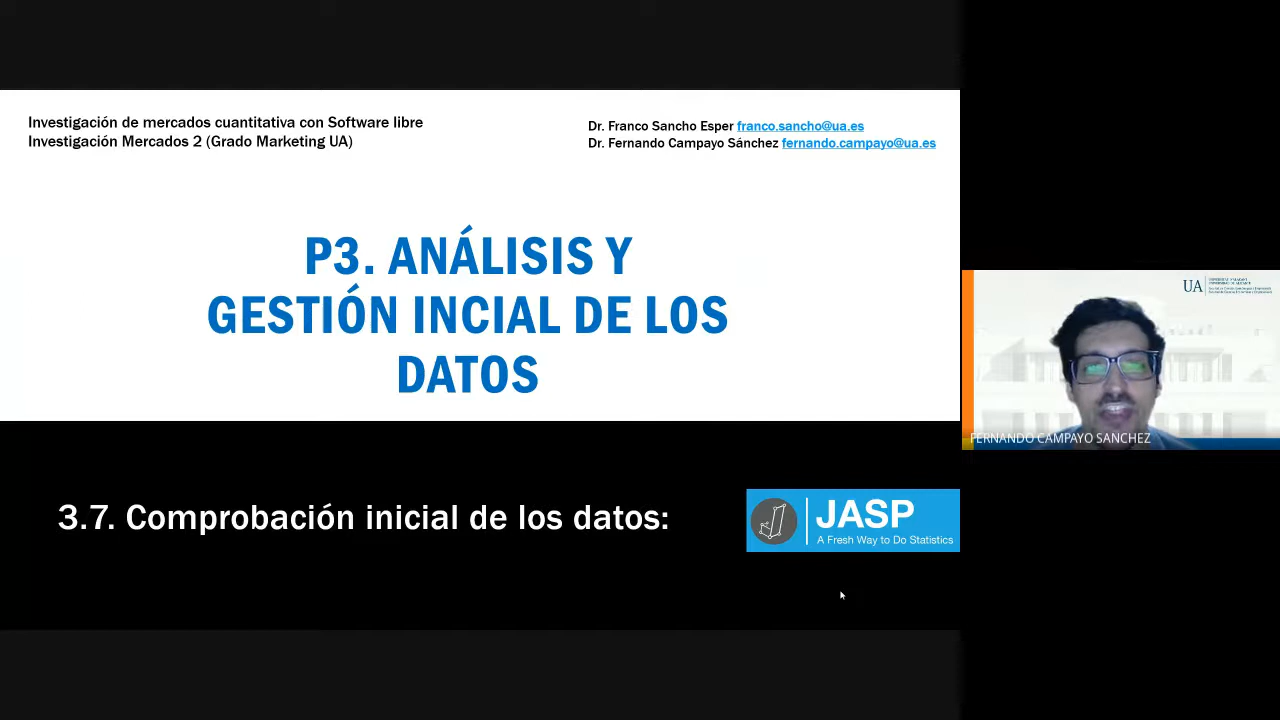 Investigación de mercados cuantitativa con Software libre
Investigación Mercados 2 (Grado Marketing UA)
Dr. Franco Sancho Esper franco.sancho@ua.es
Dr. Fernando Campayo Sánchez fernando.campayo@ua.es
P3. ANÁLISIS Y
GESTIÓN INCIAL DE LOS
DATOS
UA
FERNANDO CAMPAYO SANCHEZ
3.7. Comprobación inicial de los datos:
JASP
A Fresh Way to Do Statistics